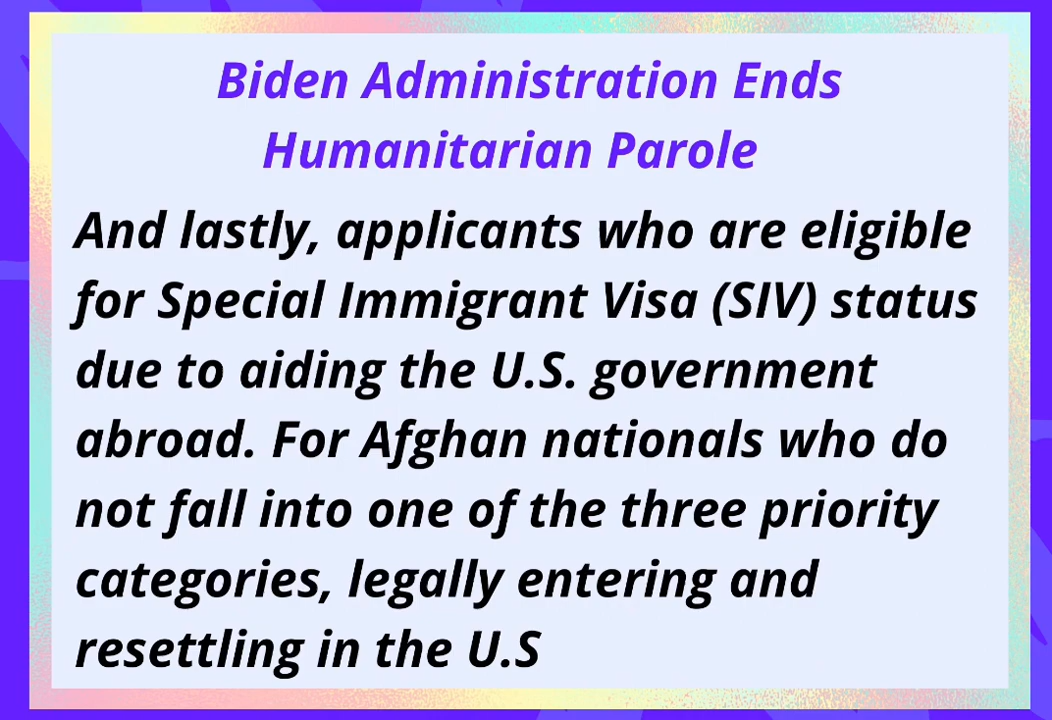 Biden Administration Ends
Humanitarian Parole
And lastly, applicants who are eligible
for Special Immigrant Visa (SIV) status
due to aiding the U.S. government
abroad. For Afghan nationals who do
not fall into one of the three priority
categories, legally entering and
resettling in the U.S